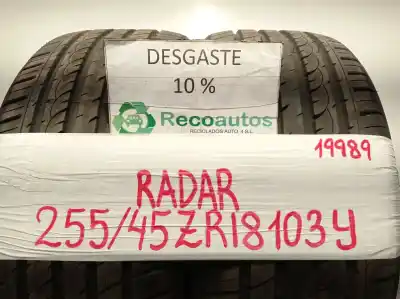 DESGASTE
10 %
Recoautos
RECICLADOS AUTO, 4 S.L.
19989
RADAR
255/45ZR18103Y